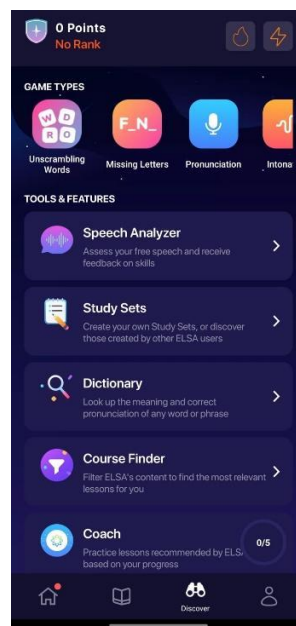 0 Points
No Rank
GAME TYPES
W D
R O
F_N_
Unscrambling
Words
Missing Letters
Pronunciation
Intona
TOOLS & FEATURES
Speech Analyzer
Assess your free speech and receive
feedback on skills
Study Sets
Create your own Study Sets, or discover
those created by other ELSA users
Dictionary
Look up the meaning and correct
pronunciation of any word or phrase
Course Finder
Filter ELSA's content to find the most relevant
lessons for you
Coach
Practice lessons recommended by ELS
based on your progress
0/5
Discover